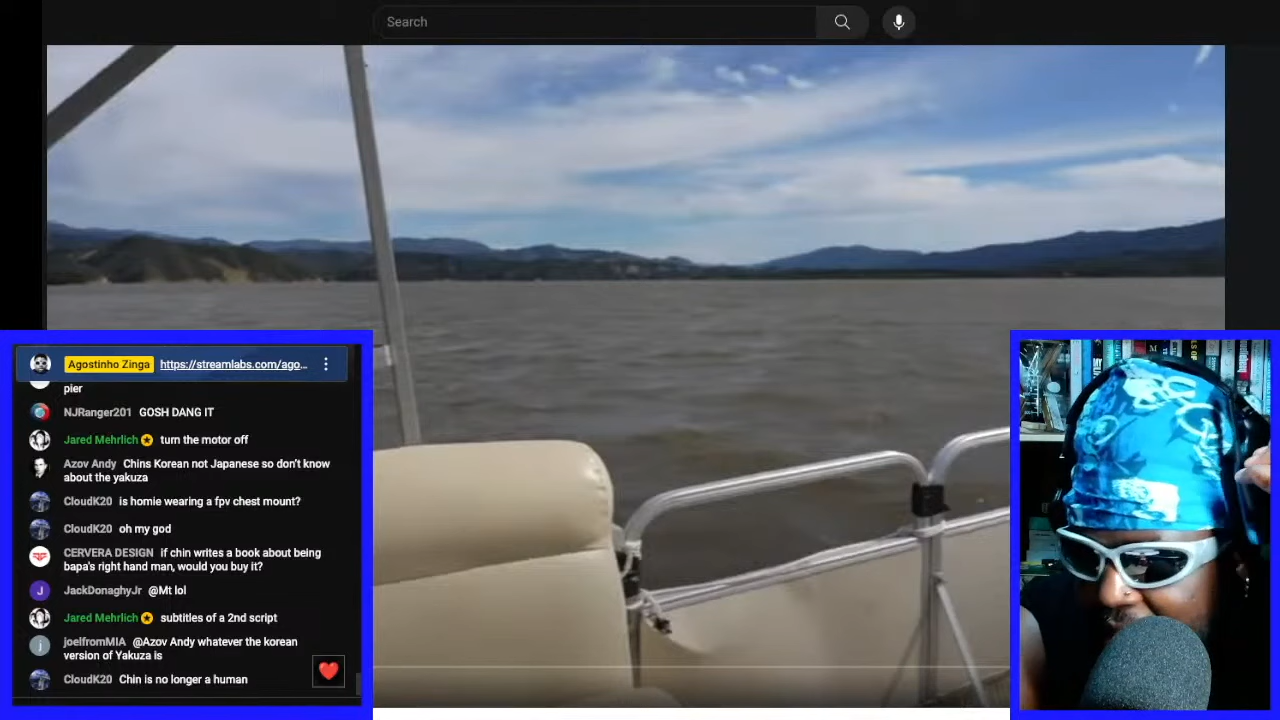 Search
Agostinho Zinga https://streamlabs.com/ago...
pier
NJRanger201 GOSH DANG IT
Jared Mehrlich turn the motor off
Azov Andy Chins Korean not Japanese so don't know
about the yakuza
CloudK20 is homie wearing a fpv chest mount?
CloudK20 oh my god
CERVERA DESIGN if chin writes a book about being
bapa's right hand man, would you buy it?
J JackDonaghyJr @Mt lol
Jared Mehrlich subtitles of a 2nd script
j joelfromMIA @Azov Andy whatever the korean
version of Yakuza is
CloudK20 Chin is no longer a human